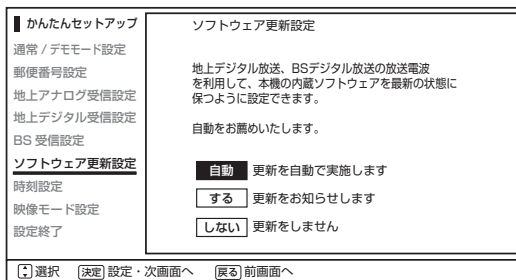 かんたんセットアップ
通常 / デモモード設定
郵便番号設定
地上アナログ受信設定
地上デジタル受信設定
BS 受信設定
ソフトウェア更新設定
時刻設定
映像モード設定
設定終了
ソフトウェア更新設定
地上デジタル放送、BSデジタル放送の放送電波
を利用して、本機の内蔵ソフトウェアを最新の状態に
保つように設定できます。
自動をお薦めいたします。
自動 更新を自動で実施します
する 更新をお知らせします
しない 更新をしません
選択 決定 設定・次画面へ 戻る 前画面へ